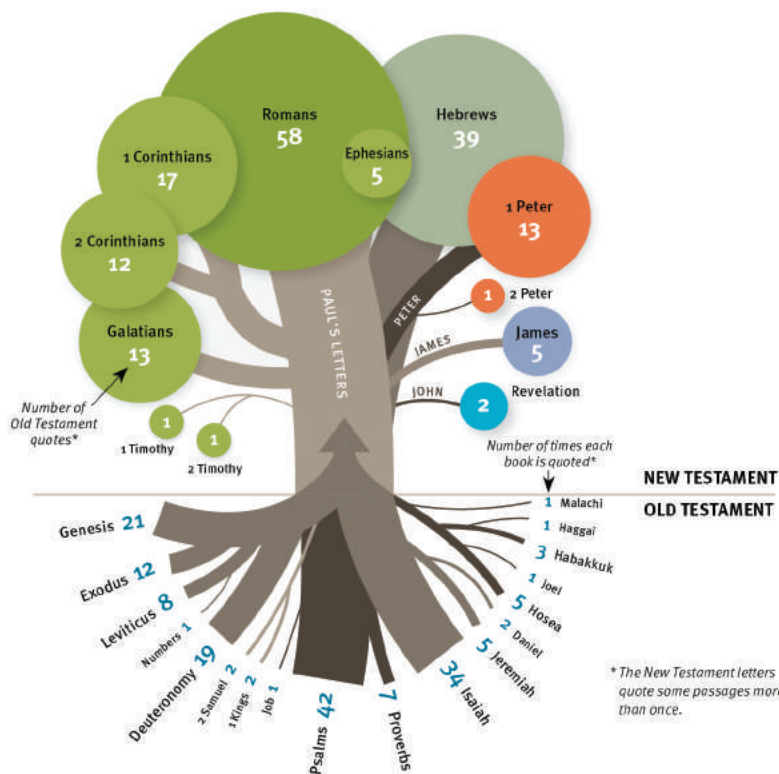 Romans
58
Hebrews
39
Ephesians
5
1 Corinthians
17
1 Peter
13
2 Corinthians
12
1
2 Peter
PETER
PAUL'S LETTERS
Galatians
13
James
5
JAMES
Revelation
2
JOHN
Number of
Old Testament
quotes*
1
1 Timothy
1
2 Timothy
Number of times each
book is quoted*
NEW TESTAMENT
OLD TESTAMENT
Genesis 21
Exodus 12
Leviticus 8
Numbers 1
Deuteronomy 19
2 Samuel 2
1 Kings 2
Job 1
Psalms 42
7 Proverbs
34 Isaiah
5 Jeremiah
2 Daniel
5 Hosea
1 Joel
3 Habakkuk
1 Haggai
1 Malachi
* The New Testament letters
quote some passages more
than once.